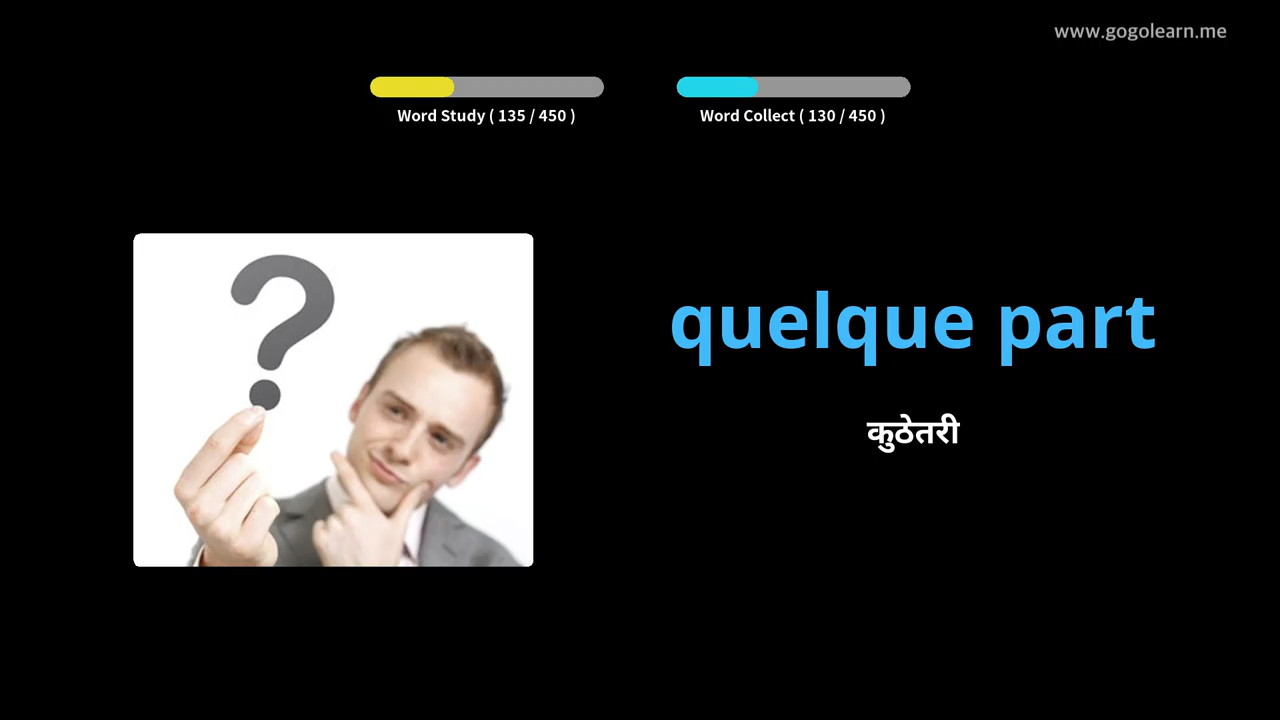 www.gogolearn.me
Word Study ( 135 / 450 )
Word Collect ( 130 / 450 )
quelque part
कुठेतरी